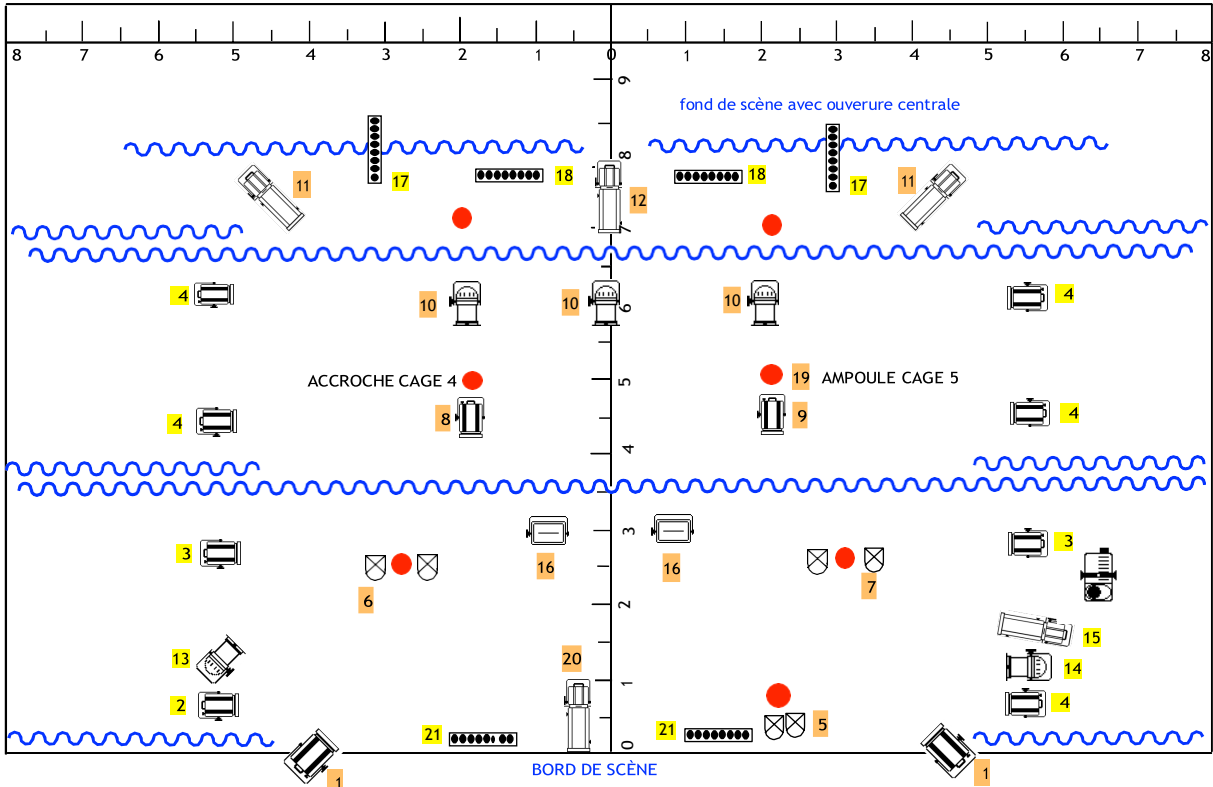 8 7 6 5 4 3 2 1 0 1 2 3 4 5 6 7 8
9
fond de scène avec ouverure centrale
8
11 17 18 12 18 17 11
7
4 10 10 6 10 4
ACCROCHE CAGE 4 5 19 AMPOULE CAGE 5
4 8 9 4
4
3 16 3 16 3
6 7
2
13 20 15
14
2 1 4
21 21 5
0
BORD DE SCÈNE
1 1